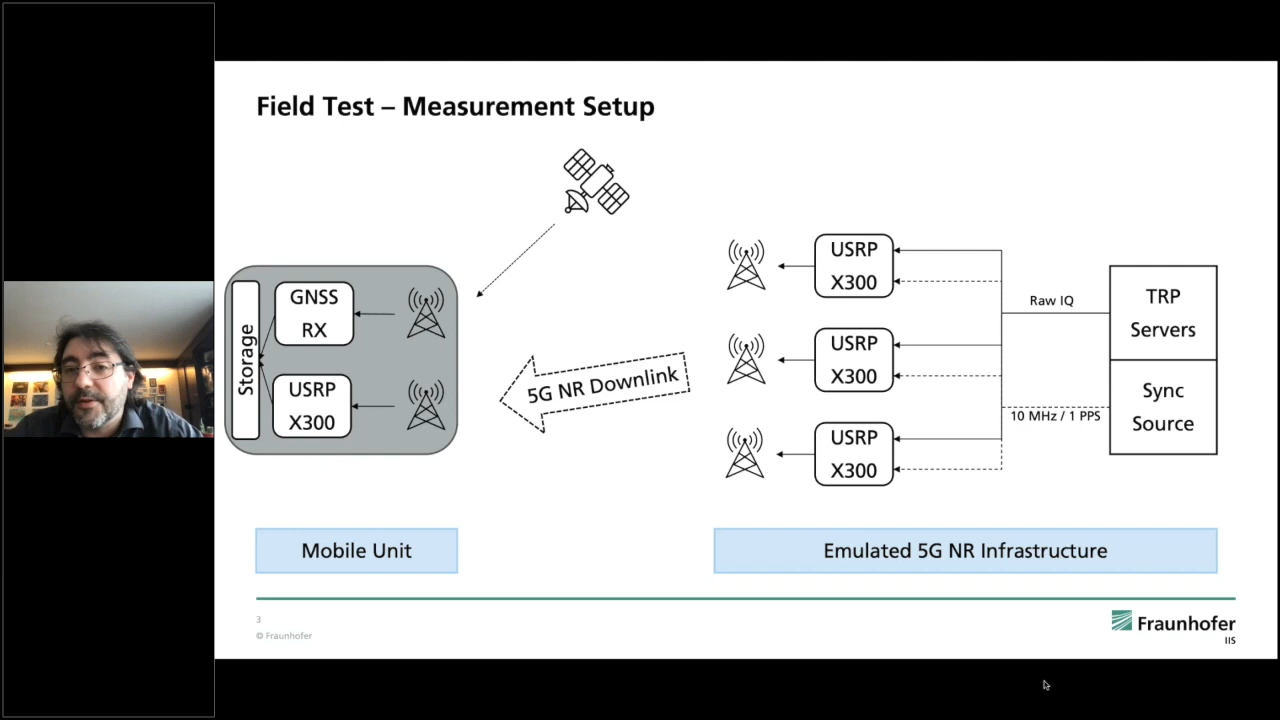 Field Test – Measurement Setup
Storage
GNSS
RX
USRP
X300
5G NR Downlink
USRP
X300
USRP
X300
USRP
X300
Raw IQ
10 MHz / 1 PPS
TRP
Servers
Sync
Source
Mobile Unit
Emulated 5G NR Infrastructure
3
© Fraunhofer
Fraunhofer
IIS